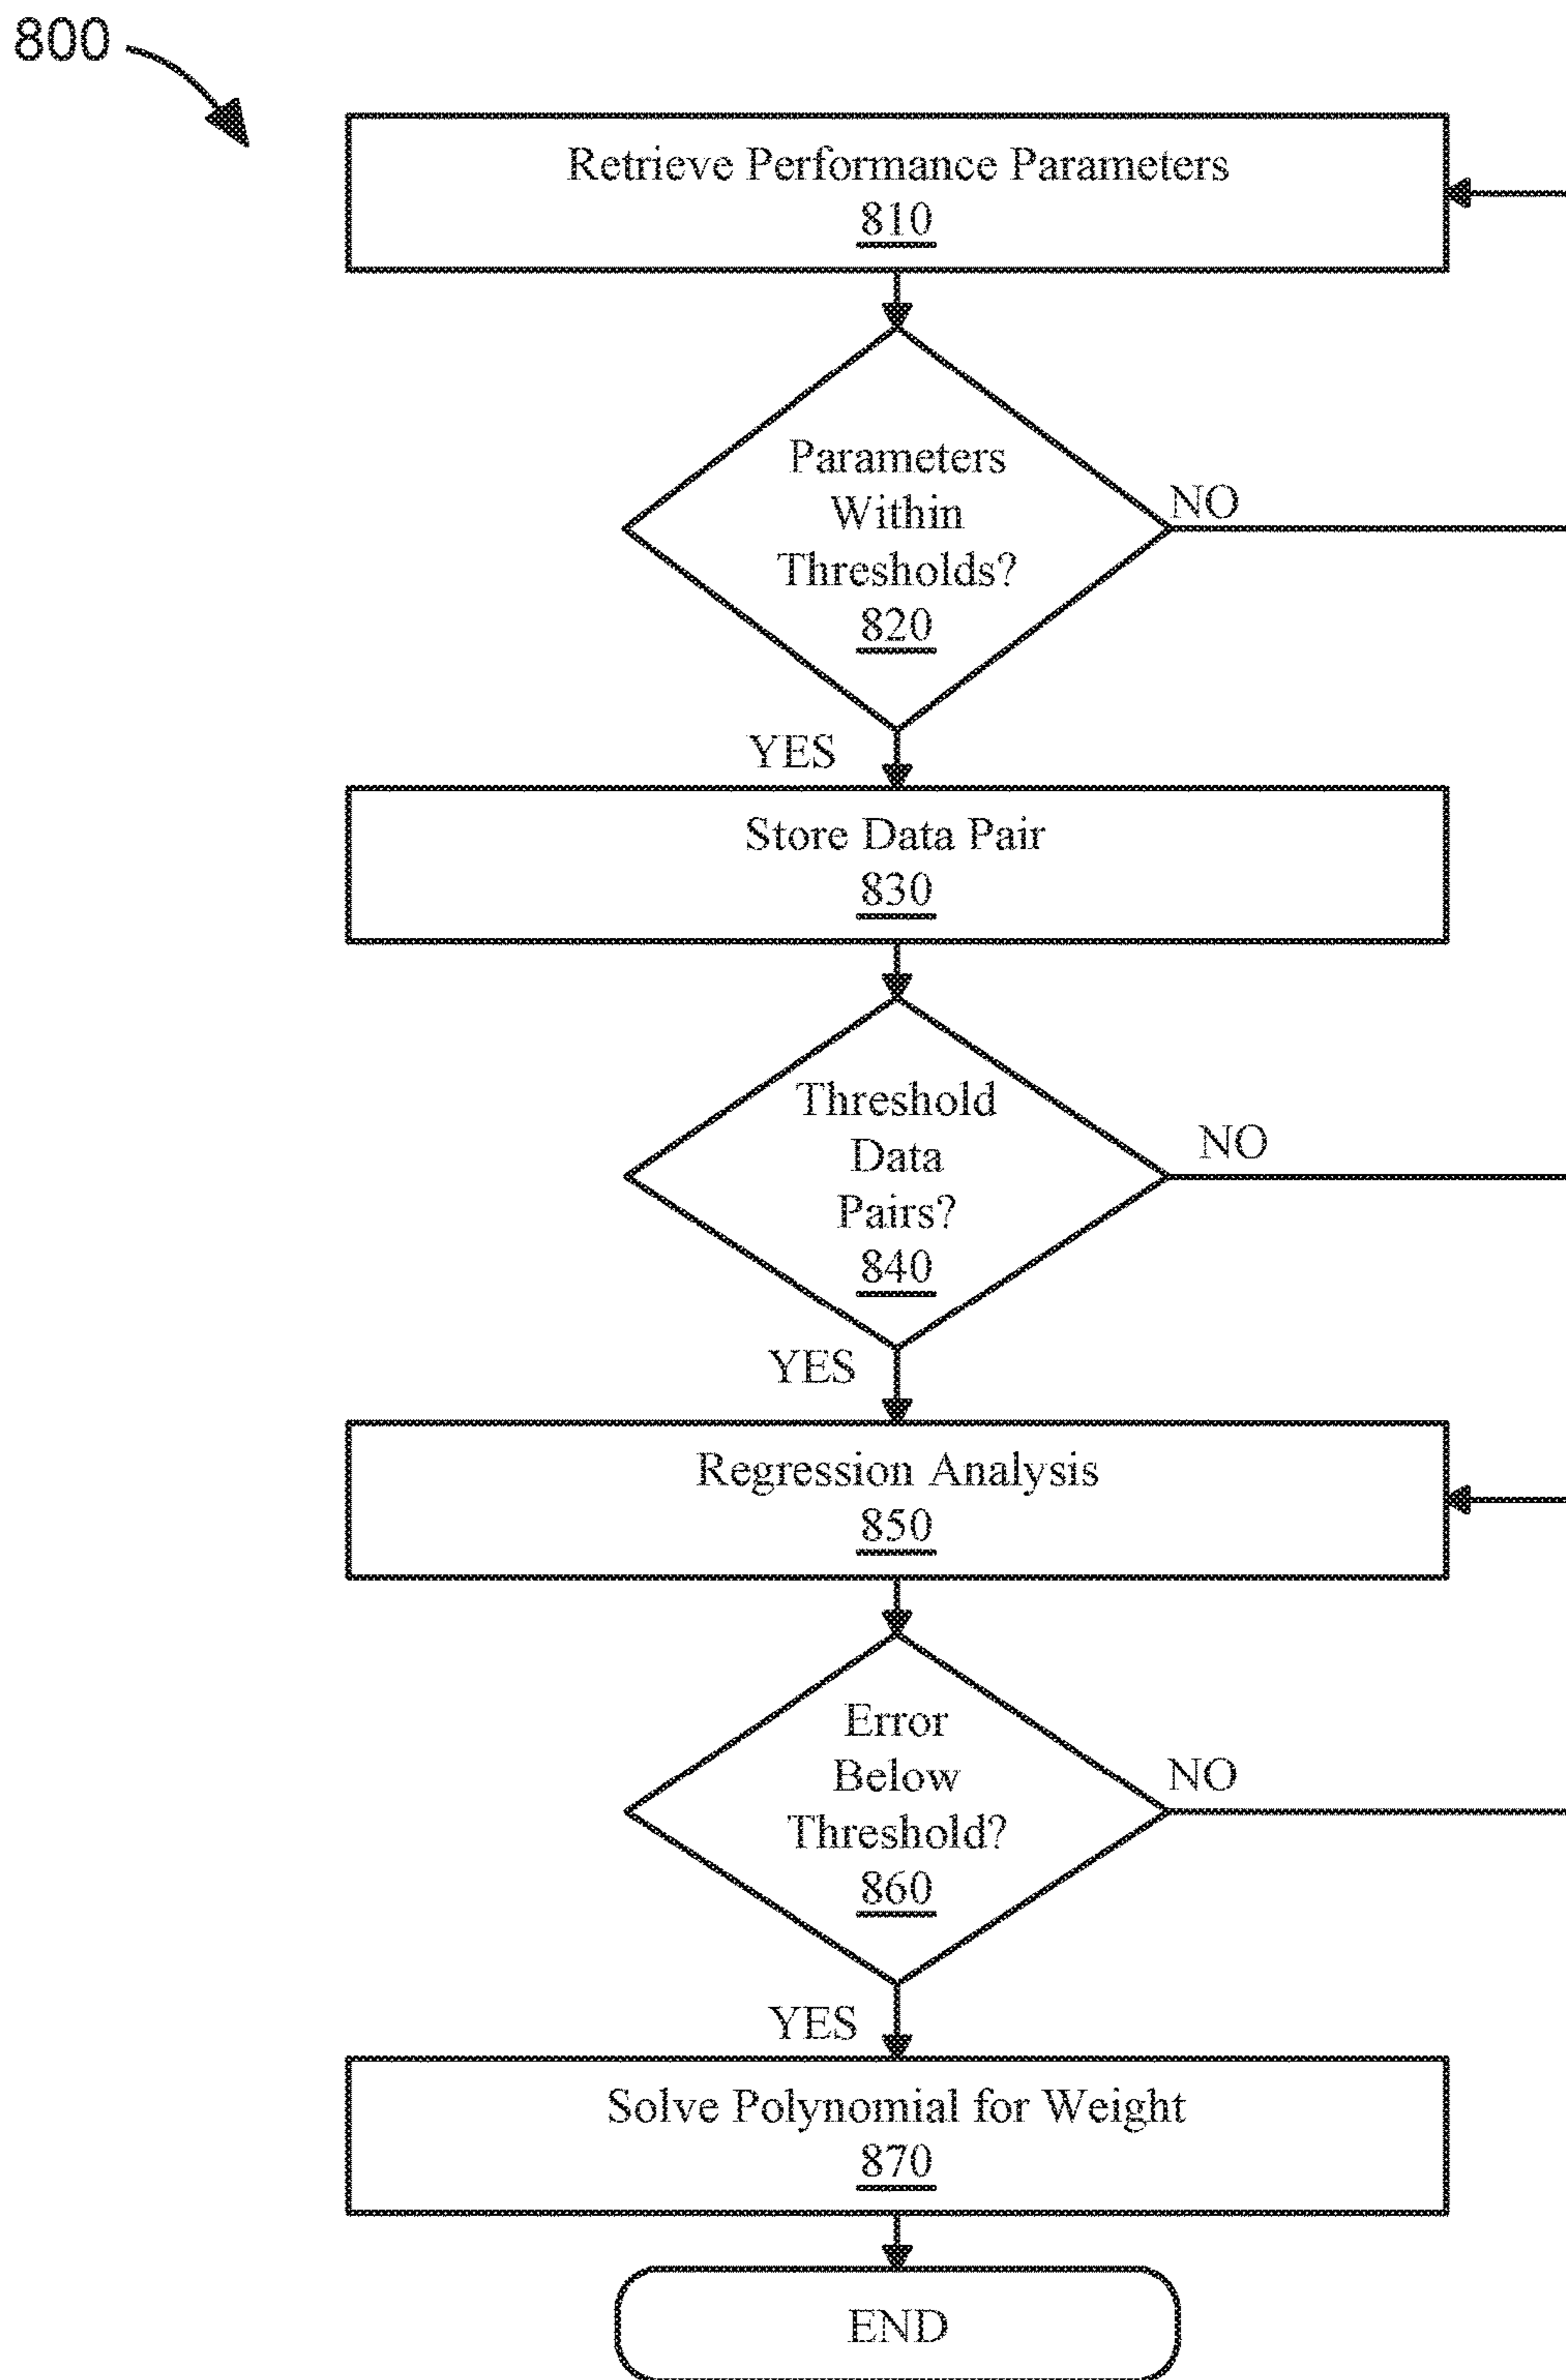 800
Retrieve Performance Parameters
810
Parameters
Within
Thresholds?
820
NO
YES
Store Data Pair
830
Threshold
Data
Pairs?
840
NO
YES
Regression Analysis
850
Error
Below
Threshold?
860
NO
YES
Solve Polynomial for Weight
870
END